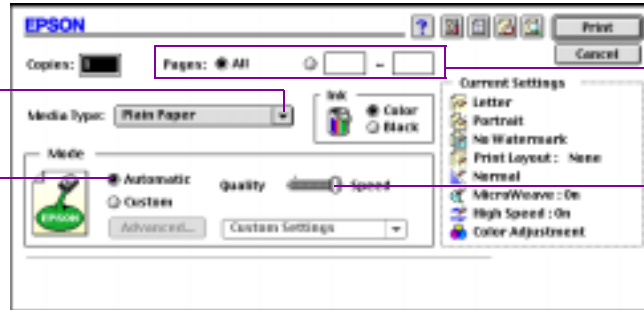 EPSON
Print
Cancel
Copies: 1
Pages: All
-
Media Type: Plain Paper
Ink
Color
Black
Mode
Automatic
Custom
Quality
Speed
Advanced...
Custom Settings
EPSON
Current Settings
Letter
Portrait
No Watermark
Print Layout: None
Normal
MicroWeave: On
High Speed: On
Color Adjustment